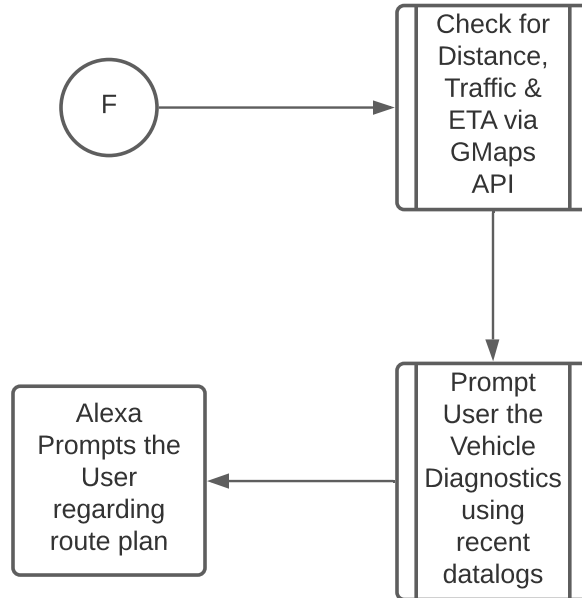 F
Check for
Distance,
Traffic &
ETA via
GMaps
API
Prompt
User the
Vehicle
Diagnostics
using
recent
datalogs
Alexa
Prompts the
User
regarding
route plan